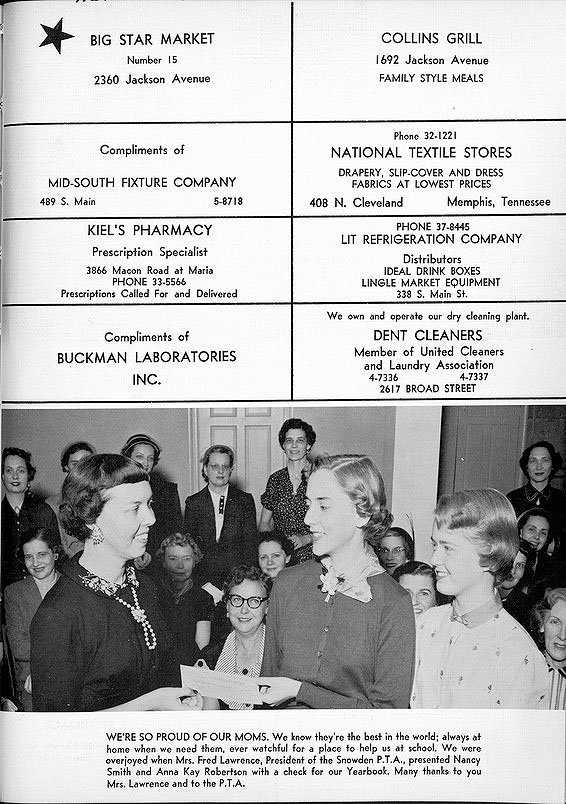 BIG STAR MARKET
Number 15
2360 Jackson Avenue
COLLINS GRILL
1692 Jackson Avenue
FAMILY STYLE MEALS
Compliments of
MID-SOUTH FIXTURE COMPANY
489 S. Main 5-8718
Phone 32-1221
NATIONAL TEXTILE STORES
DRAPERY, SLIP-COVER AND DRESS
FABRICS AT LOWEST PRICES
408 N. Cleveland Memphis, Tennessee
KIEL'S PHARMACY
Prescription Specialist
3866 Macon Road at Maria
PHONE 33-5566
Prescriptions Called For and Delivered
PHONE 37-8445
LIT REFRIGERATION COMPANY
Distributors
IDEAL DRINK BOXES
LINGLE MARKET EQUIPMENT
338 S. Main St.
Compliments of
BUCKMAN LABORATORIES
INC.
We own and operate our dry cleaning plant.
DENT CLEANERS
Member of United Cleaners
and Laundry Association
4-7336 4-7337
2617 BROAD STREET
WE'RE SO PROUD OF OUR MOMS. We know they're the best in the world; always at
home when we need them, ever watchful for a place to help us at school. We were
overjoyed when Mrs. Fred Lawrence, President of the Snowden P.T.A., presented Nancy
Smith and Anna Kay Robertson with a check for our Yearbook. Many thanks to you
Mrs. Lawrence and to the P.T.A.